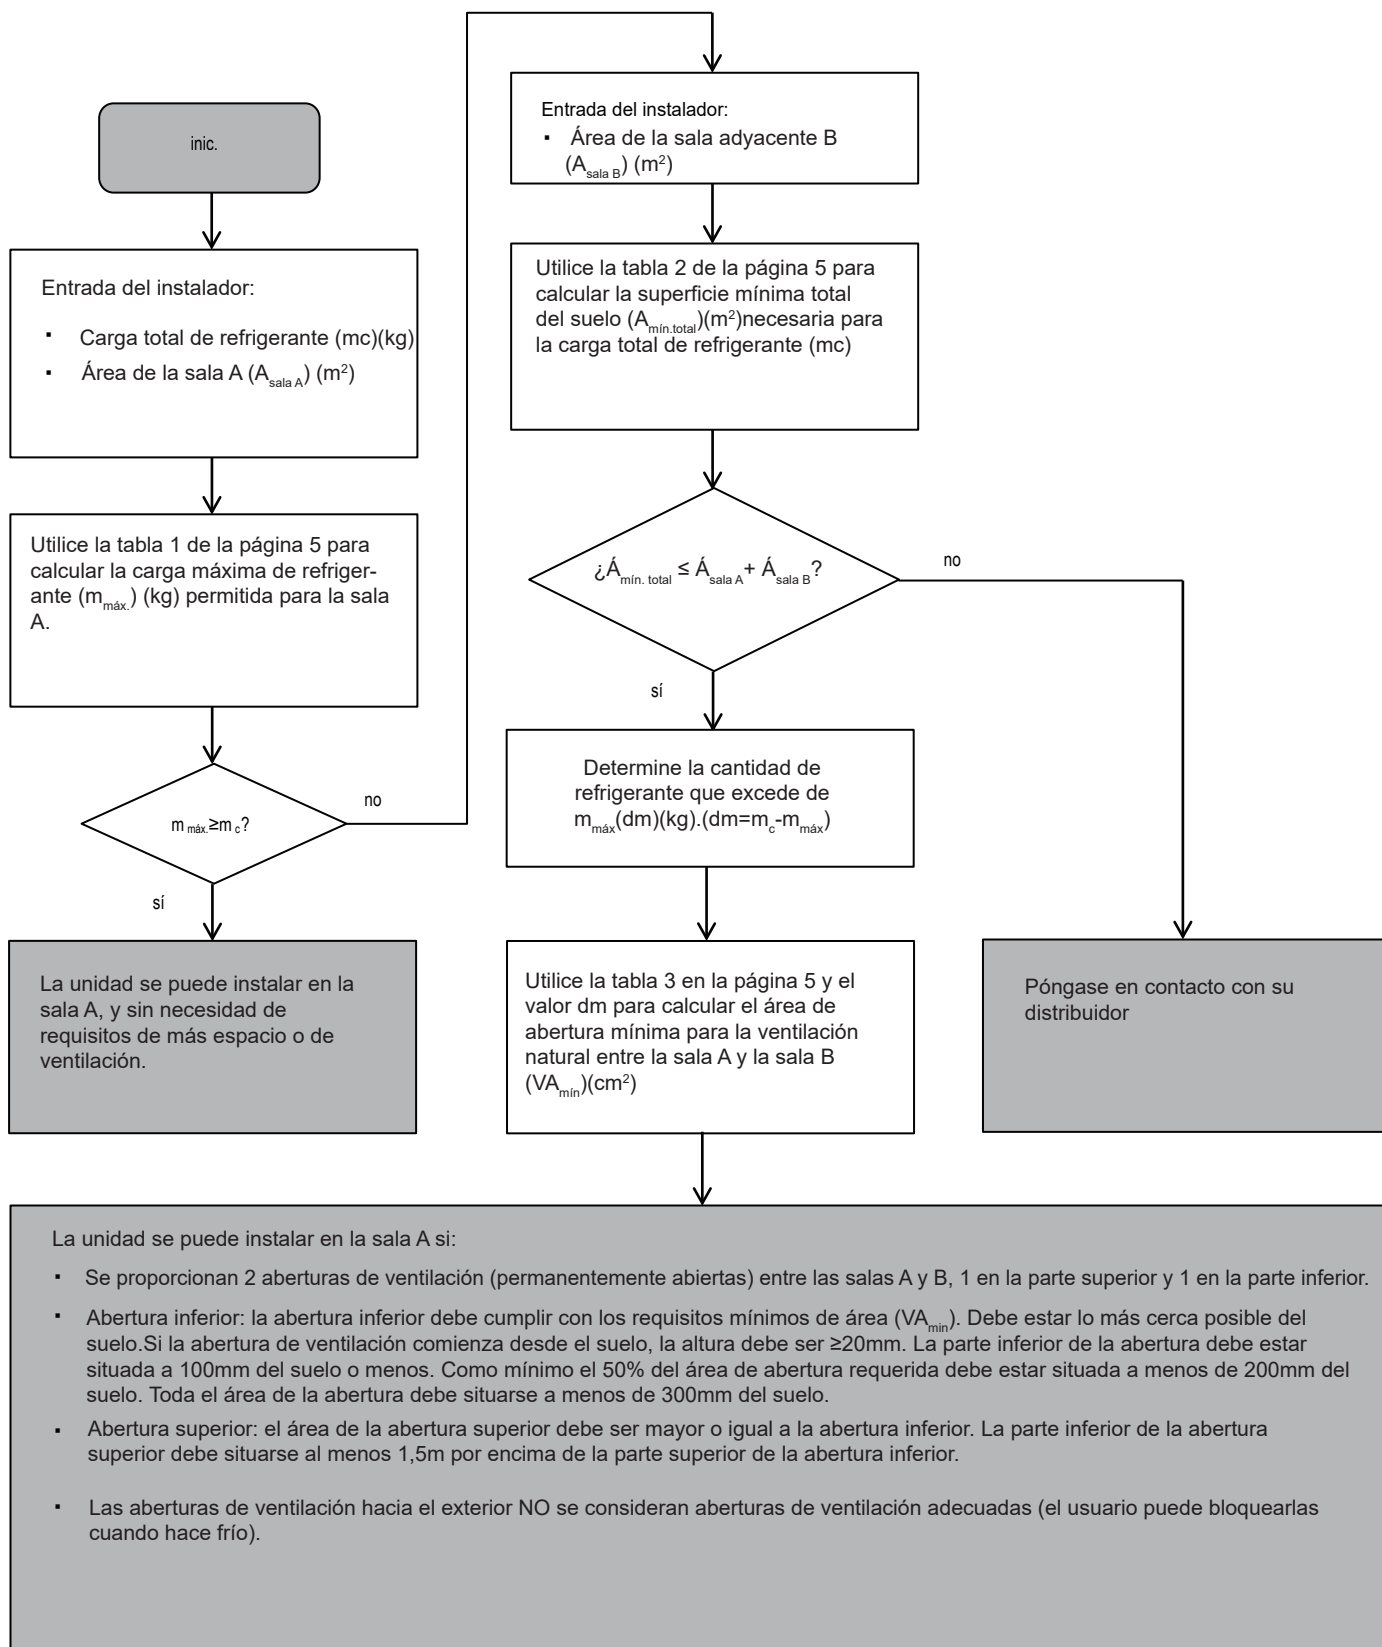 inic.
Entrada del instalador:
▪ Carga total de refrigerante (mc)(kg)
▪ Área de la sala A (A sala A) (m²)
Utilice la tabla 1 de la página 5 para
calcular la carga máxima de refriger-
ante (m máx.) (kg) permitida para la sala
A.
m máx.≥m c?
no
sí
La unidad se puede instalar en la
sala A, y sin necesidad de
requisitos de más espacio o de
ventilación.
Entrada del instalador:
▪ Área de la sala adyacente B
(A sala B) (m²)
Utilice la tabla 2 de la página 5 para
calcular la superficie mínima total
del suelo (A mín.total)(m²)necesaria para
la carga total de refrigerante (mc)
¿Á mín. total ≤ Á sala A+ Á sala B?
no
sí
Determine la cantidad de
refrigerante que excede de
m máx(dm)(kg).(dm=m c-m máx)
Utilice la tabla 3 en la página 5 y el
valor dm para calcular el área de
abertura mínima para la ventilación
natural entre la sala A y la sala B
(VA mín)(cm²)
Póngase en contacto con su
distribuidor
La unidad se puede instalar en la sala A si:
▪ Se proporcionan 2 aberturas de ventilación (permanentemente abiertas) entre las salas A y B, 1 en la parte superior y 1 en la parte inferior.
▪ Abertura inferior: la abertura inferior debe cumplir con los requisitos mínimos de área (VA min). Debe estar lo más cerca posible del
suelo.Si la abertura de ventilación comienza desde el suelo, la altura debe ser ≥20mm. La parte inferior de la abertura debe estar
situada a 100mm del suelo o menos. Como mínimo el 50% del área de abertura requerida debe estar situada a menos de 200mm del
suelo. Toda el área de la abertura debe situarse a menos de 300mm del suelo.
▪ Abertura superior: el área de la abertura superior debe ser mayor o igual a la abertura inferior. La parte inferior de la abertura
superior debe situarse al menos 1,5m por encima de la parte superior de la abertura inferior.
▪ Las aberturas de ventilación hacia el exterior NO se consideran aberturas de ventilación adecuadas (el usuario puede bloquearlas
cuando hace frío).